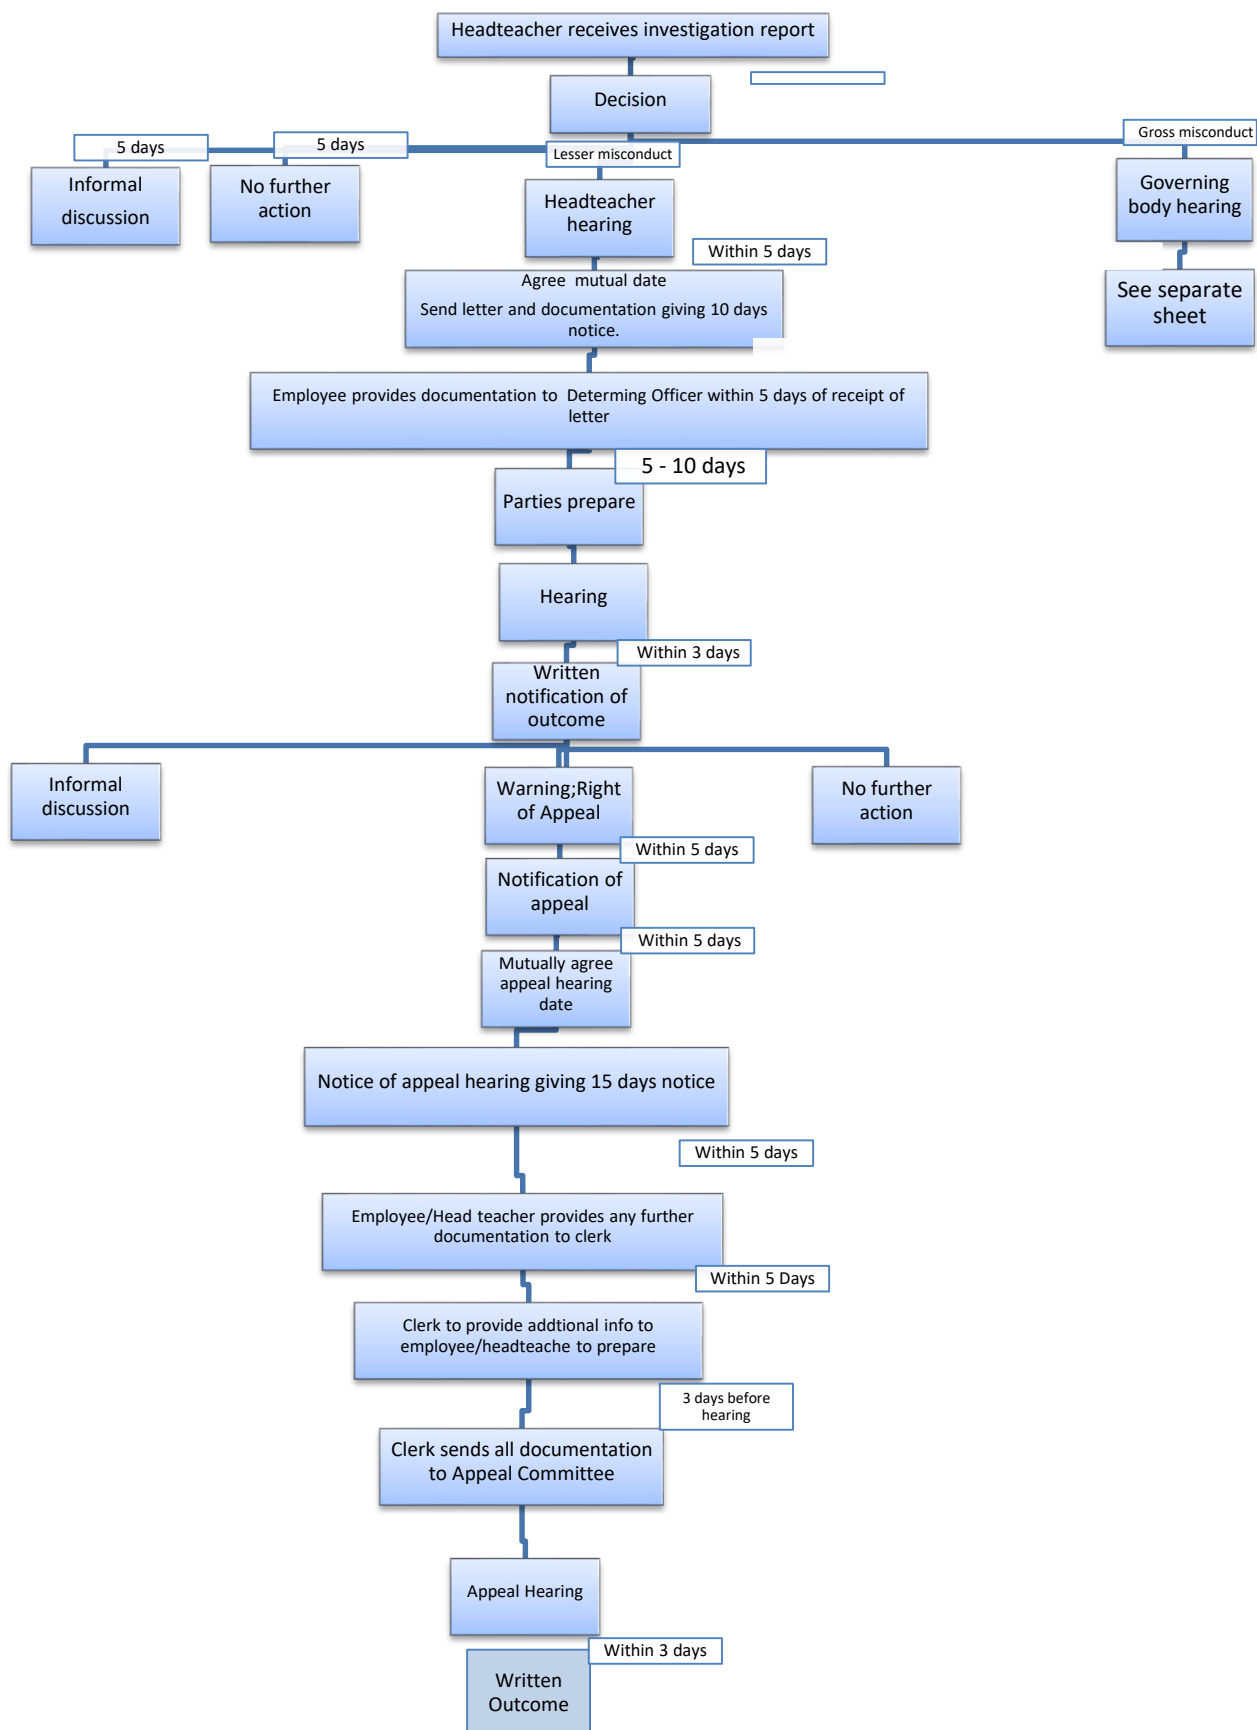 Headteacher receives investigation report
Decision
5 days
5 days
Lesser misconduct
Gross misconduct
Informal
discussion
No further
action
Headteacher
hearing
Governing
body hearing
Within 5 days
Agree  mutual date
Send letter and documentation giving 10 days
notice.
See separate
sheet
Employee provides documentation to  Determing Officer within 5 days of receipt of
letter
5 - 10 days
Parties prepare
Hearing
Within 3 days
Written
notification of
outcome
Informal
discussion
Warning;Right
of Appeal
No further
action
Within 5 days
Notification of
appeal
Within 5 days
Mutually agree
appeal hearing
date
Notice of appeal hearing giving 15 days notice
Within 5 days
Employee/Head teacher provides any further
documentation to clerk
Within 5 Days
Clerk to provide addtional info to
employee/headteache to prepare
3 days before
hearing
Clerk sends all documentation
to Appeal Committee
Appeal Hearing
Within 3 days
Written
Outcome